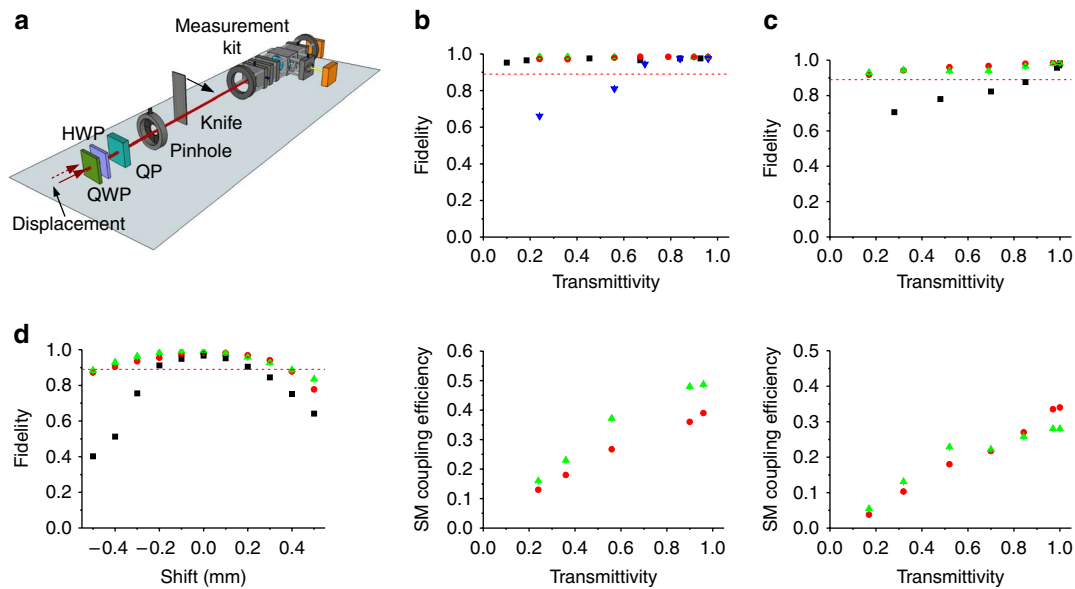 a
Measurement
kit
Knife
HWP
Pinhole
QP
QWP
Displacement
b
1.0
0.8
0.6
0.4
0.2
0.0
Fidelity
0.0 0.2 0.4 0.6 0.8 1.0
Transmittivity
c
1.0
0.8
0.6
0.4
0.2
0.0
Fidelity
0.0 0.2 0.4 0.6 0.8 1.0
Transmittivity
d
1.0
0.8
0.6
0.4
0.2
0.0
Fidelity
−0.4 −0.2 0.0 0.2 0.4
Shift (mm)
0.6
0.5
0.4
0.3
0.2
0.1
0.0
SM coupling efficiency
0.0 0.2 0.4 0.6 0.8 1.0
Transmittivity
0.6
0.5
0.4
0.3
0.2
0.1
0.0
SM coupling efficiency
0.0 0.2 0.4 0.6 0.8 1.0
Transmittivity